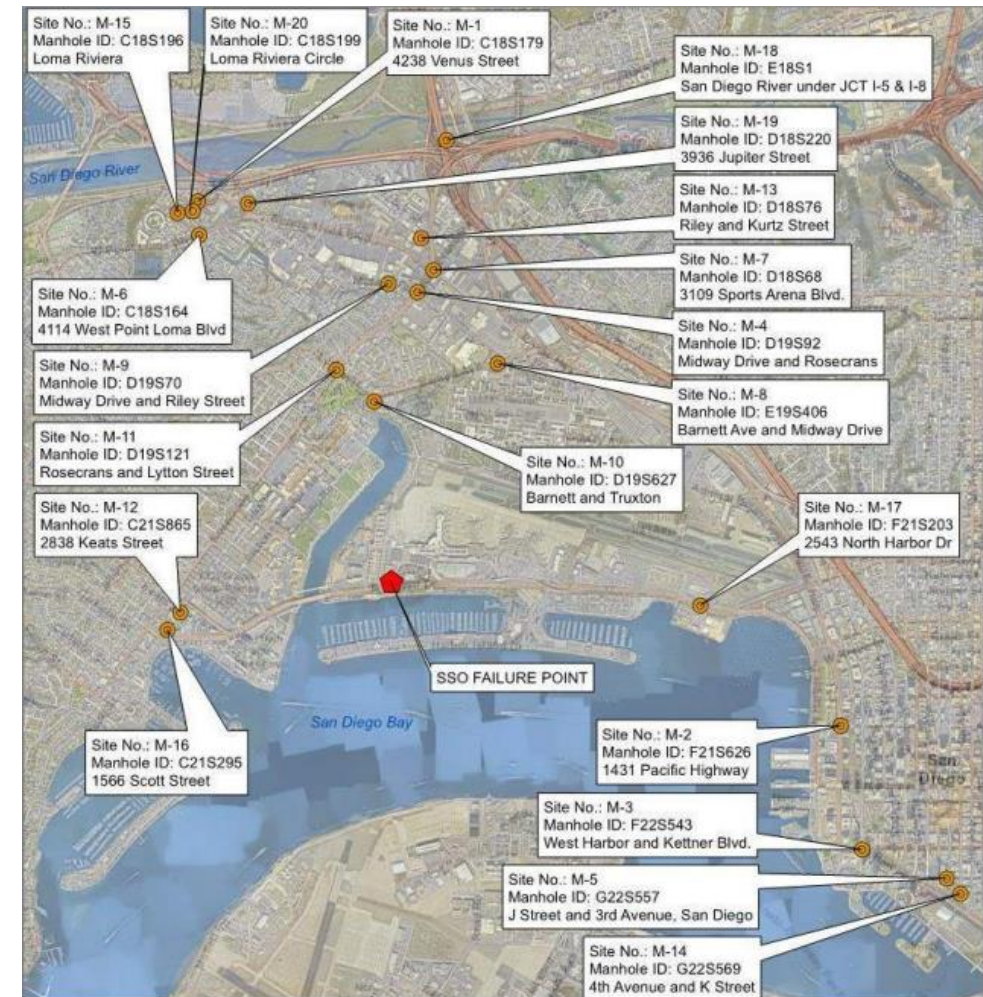 Site No.: M-15
Manhole ID: C18S196
Loma Riviera
Site No.: M-20
Manhole ID: C18S199
Loma Riviera Circle
Site No.: M-1
Manhole ID: C18S179
4238 Venus Street
Site No.: M-18
Manhole ID: E18S1
San Diego River under JCT I-5 & I-8
Site No.: M-19
Manhole ID: D18S220
3936 Jupiter Street
San Diego River
Site No.: M-13
Manhole ID: D18S76
Riley and Kurtz Street
Site No.: M-7
Manhole ID: D18S68
3109 Sports Arena Blvd.
Site No.: M-6
Manhole ID: C18S164
4114 West Point Loma Blvd
Site No.: M-4
Manhole ID: D19S92
Midway Drive and Rosecrans
Site No.: M-9
Manhole ID: D19S70
Midway Drive and Riley Street
Site No.: M-8
Manhole ID: E19S406
Barnett Ave and Midway Drive
Site No.: M-11
Manhole ID: D19S121
Rosecrans and Lytton Street
Site No.: M-10
Manhole ID: D19S627
Barnett and Truxton
Site No.: M-12
Manhole ID: C21S865
2838 Keats Street
Site No.: M-17
Manhole ID: F21S203
2543 North Harbor Dr
SSO FAILURE POINT
San Diego Bay
Site No.: M-16
Manhole ID: C21S295
1566 Scott Street
Site No.: M-2
Manhole ID: F21S626
1431 Pacific Highway
San
Diego
Site No.: M-3
Manhole ID: F22S543
West Harbor and Kettner Blvd.
Site No.: M-5
Manhole ID: G22S557
J Street and 3rd Avenue, San Diego
Site No.: M-14
Manhole ID: G22S569
4th Avenue and K Street